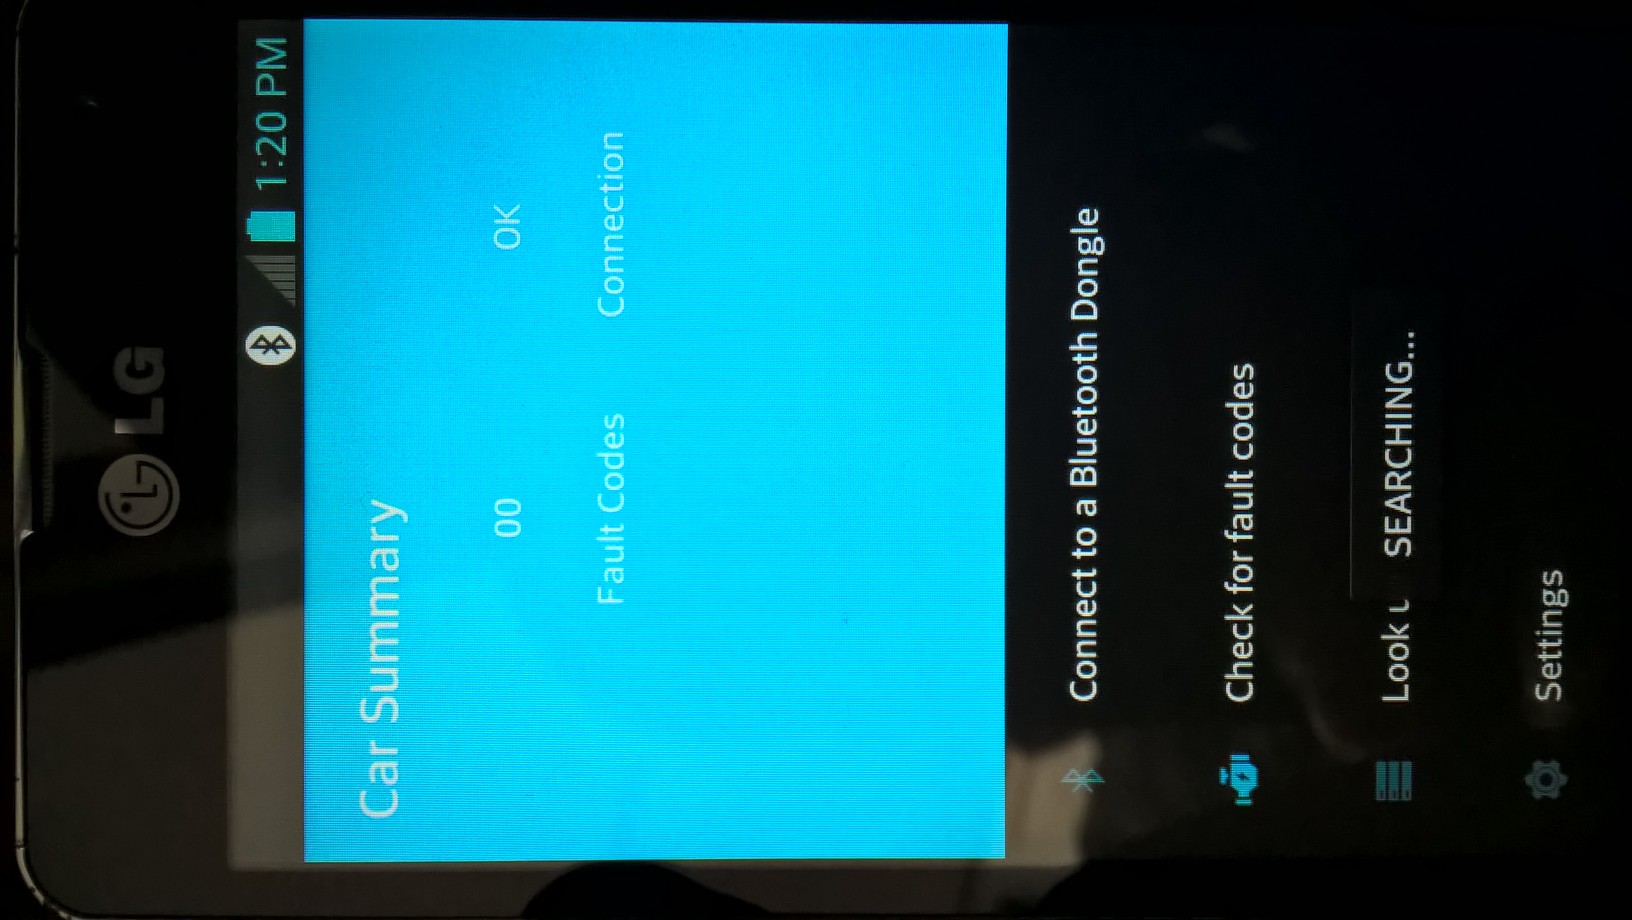 LG
1:20 PM
Car Summary
00 OK
Fault Codes Connection
Connect to a Bluetooth Dongle
Check for fault codes
Look u SEARCHING...
Settings